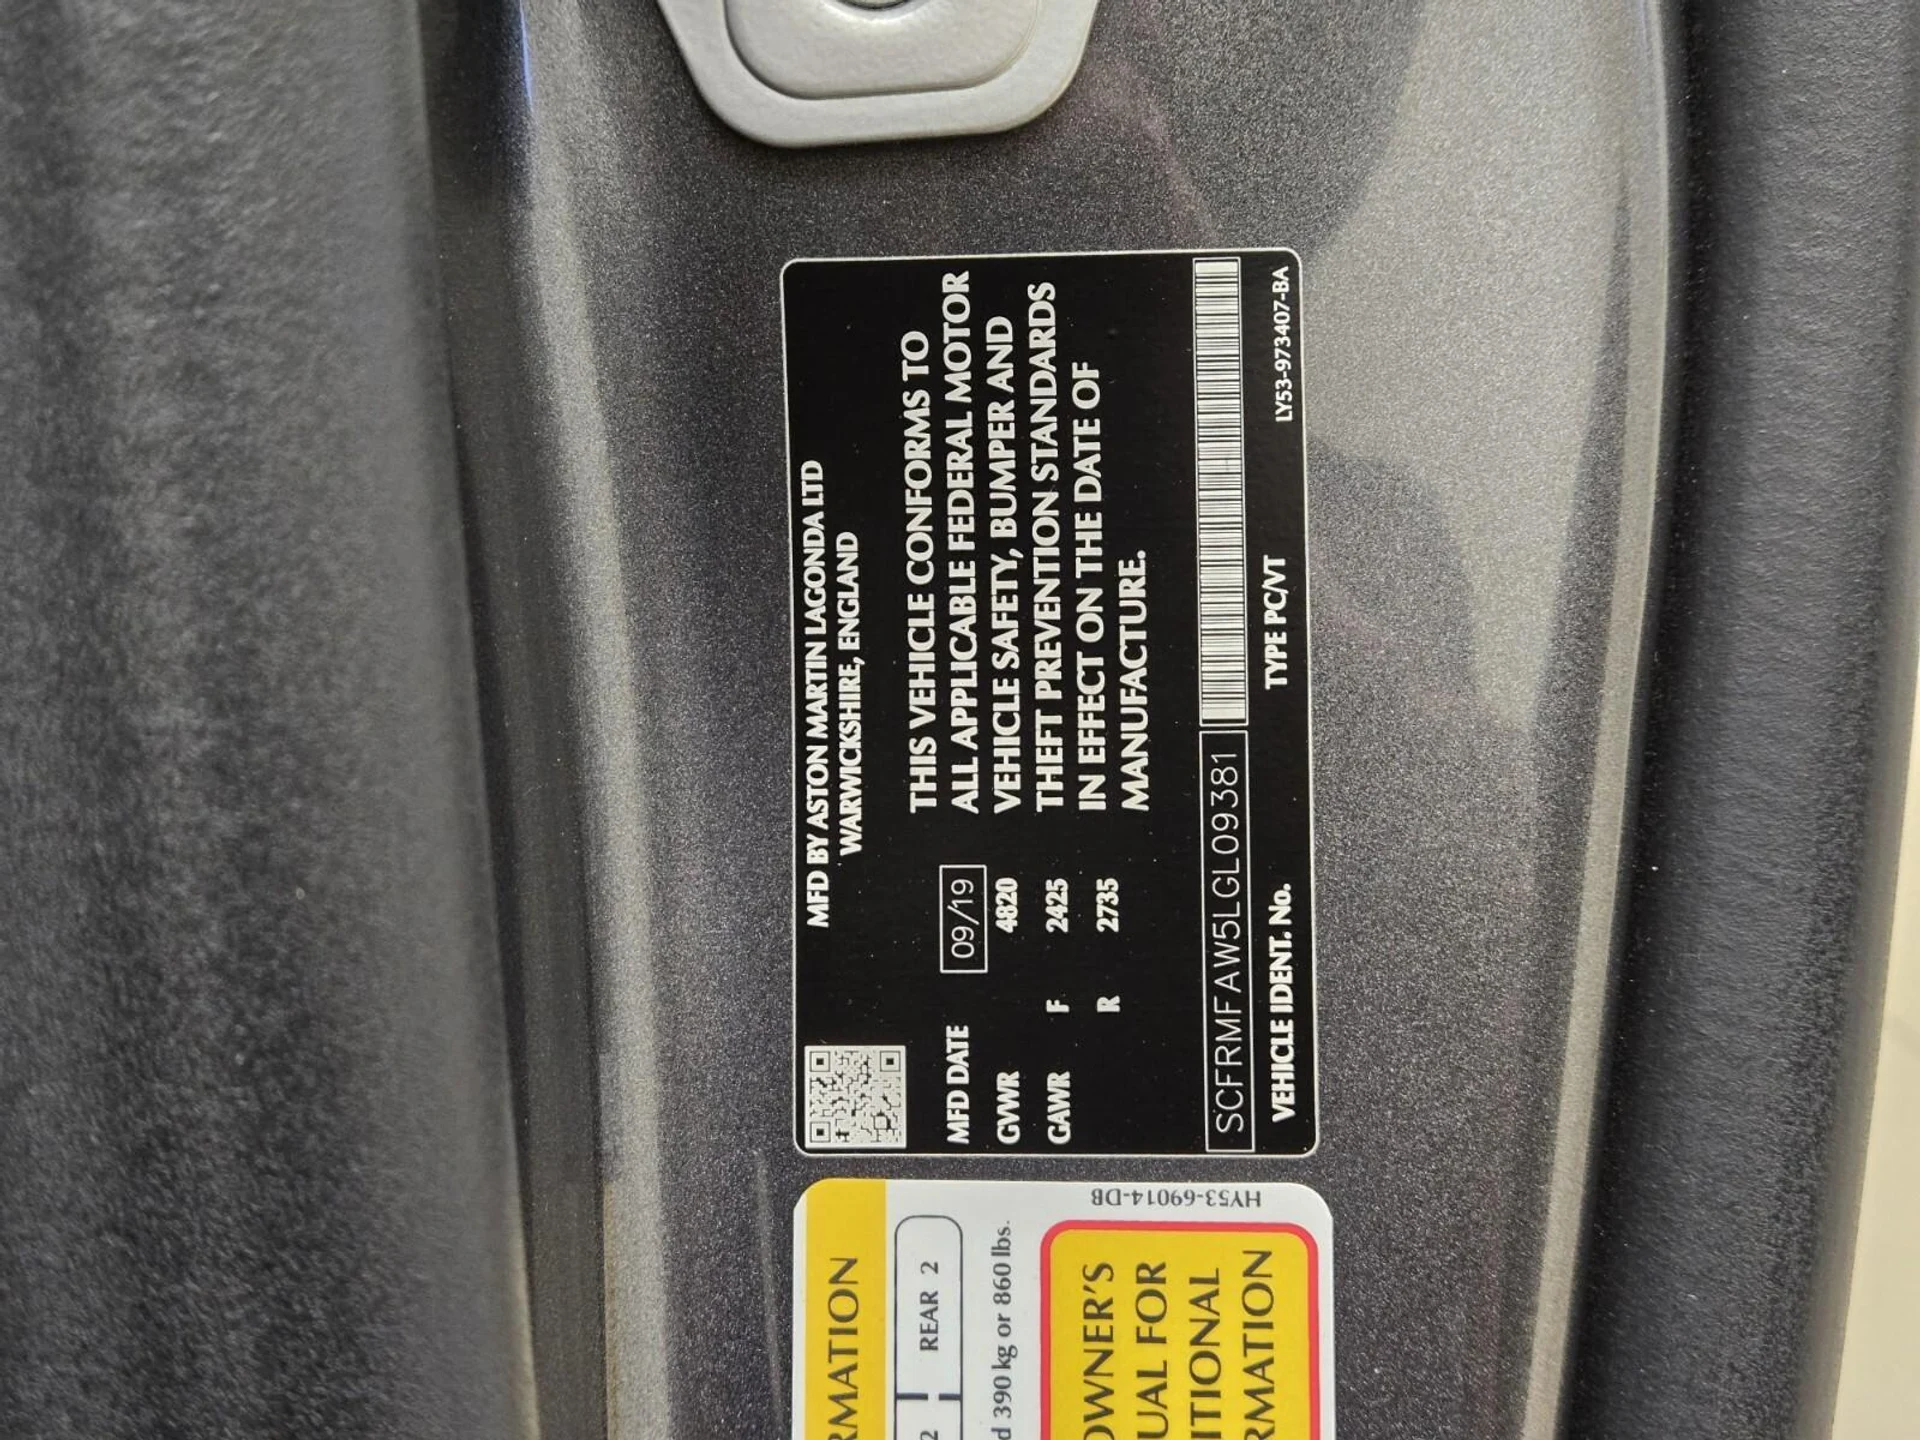 MFD BY ASTON MARTIN LAGONDA LTD
WARWICKSHIRE, ENGLAND
MFD DATE 09/19
GVWR 4820
GAWR F 2425
R 2735
THIS VEHICLE CONFORMS TO
ALL APPLICABLE FEDERAL MOTOR
VEHICLE SAFETY, BUMPER AND
THEFT PREVENTION STANDARDS
IN EFFECT ON THE DATE OF
MANUFACTURE.
SCFRMFAW5LGL09381
VEHICLE IDENT. No. TYPE PC/VT LY53-973407-BA
RMATION
2 REAR 2
d 390 kg or 860 lbs.
OWNER'S
UAL FOR
ITIONAL
RMATION
HY53-69014-DB